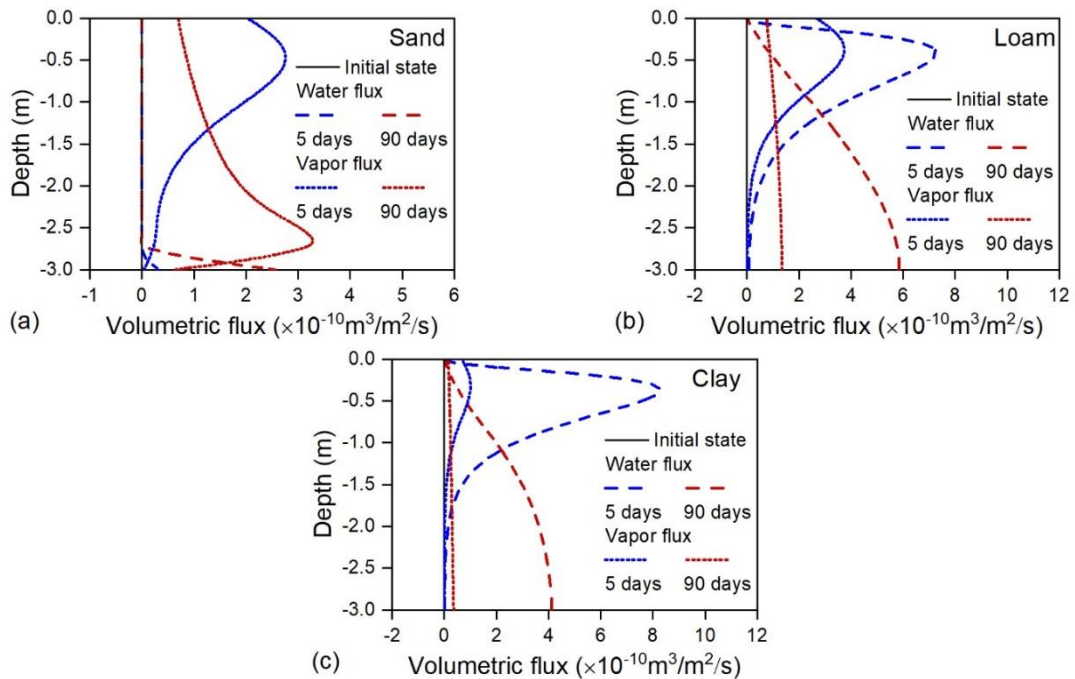 0.0
-0.5
-1.0
-1.5
-2.0
-2.5
-3.0
Depth (m)
Sand
Initial state
Water flux
5 days 90 days
Vapor flux
5 days 90 days
-1 0 1 2 3 4 5 6
(a) Volumetric flux (×10⁻¹⁰m³/m²/s)
0.0
-0.5
-1.0
-1.5
-2.0
-2.5
-3.0
Depth (m)
Loam
Initial state
Water flux
5 days 90 days
Vapor flux
5 days 90 days
-2 0 2 4 6 8 10 12
(b) Volumetric flux (×10⁻¹⁰m³/m²/s)
0.0
-0.5
-1.0
-1.5
-2.0
-2.5
-3.0
Depth (m)
Clay
Initial state
Water flux
5 days 90 days
Vapor flux
5 days 90 days
-2 0 2 4 6 8 10 12
(c) Volumetric flux (×10⁻¹⁰m³/m²/s)